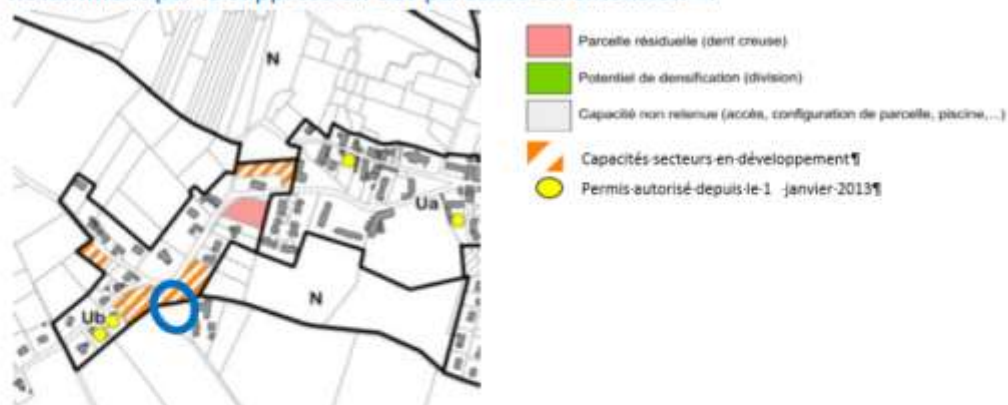 N
Ua
N
Ub
Parcelle résiduelle (dent creuse)
Potentiel de densification (division)
Capacité non retenue (accès, configuration de parcelle, piscine,...)
Capacités·secteurs·en·développement¶
Permis·autorisé·depuis·le·1 ·janvier·2013¶